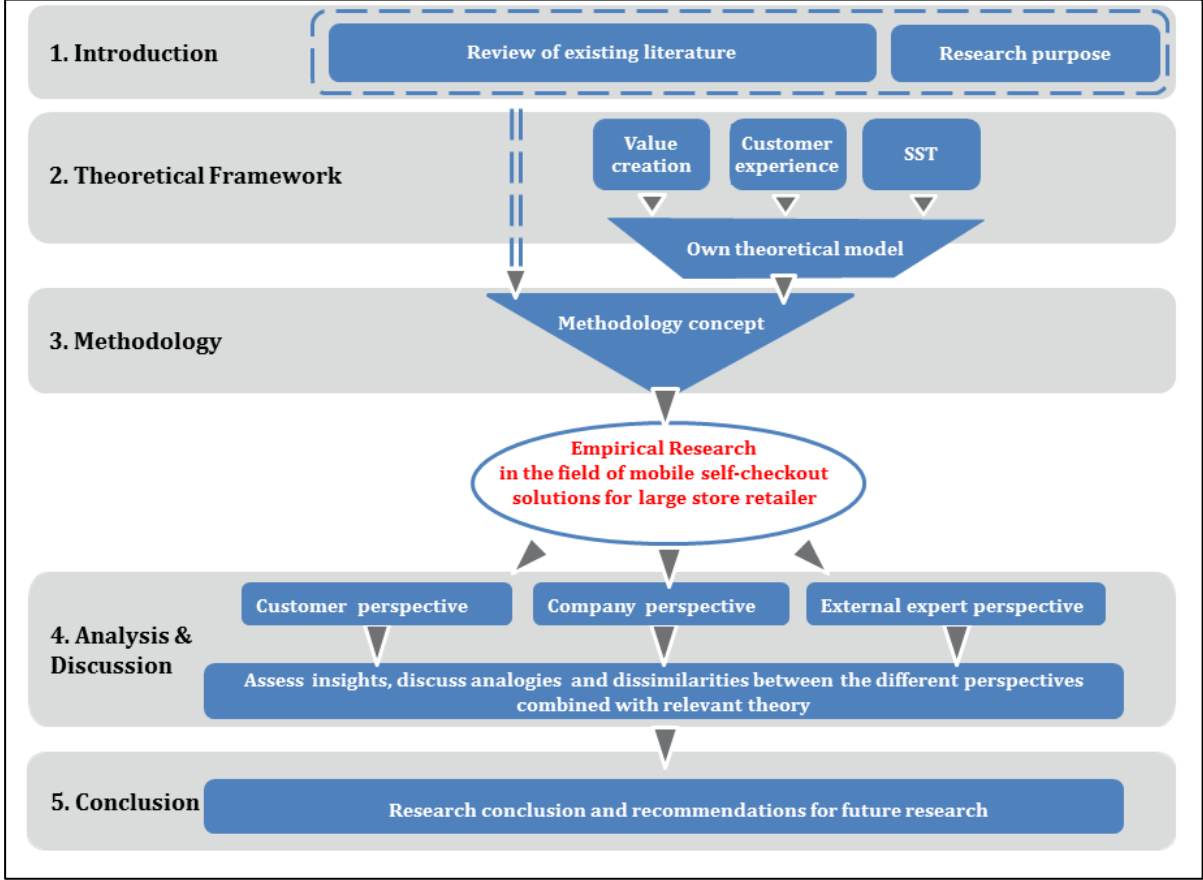 1. Introduction
Review of existing literature
Research purpose
2. Theoretical Framework
Value
creation
Customer
experience
SST
Own theoretical model
3. Methodology
Methodology concept
Empirical Research
in the field of mobile self-checkout
solutions for large store retailer
4. Analysis &
Discussion
Customer perspective
Company perspective
External expert perspective
Assess insights, discuss analogies and dissimilarities between the different perspectives
combined with relevant theory
5. Conclusion
Research conclusion and recommendations for future research